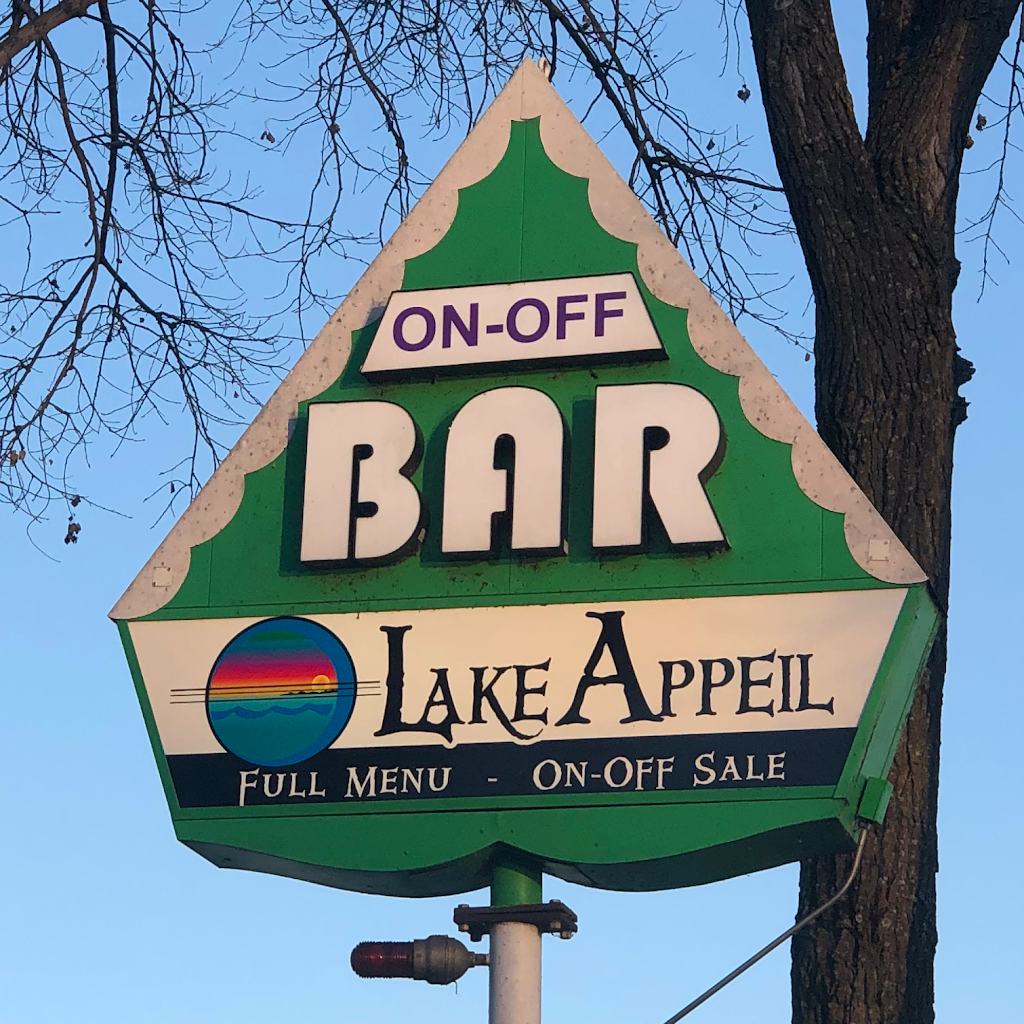 ON-OFF
BAR
LAKE APPEIL
FULL MENU - ON-OFF SALE